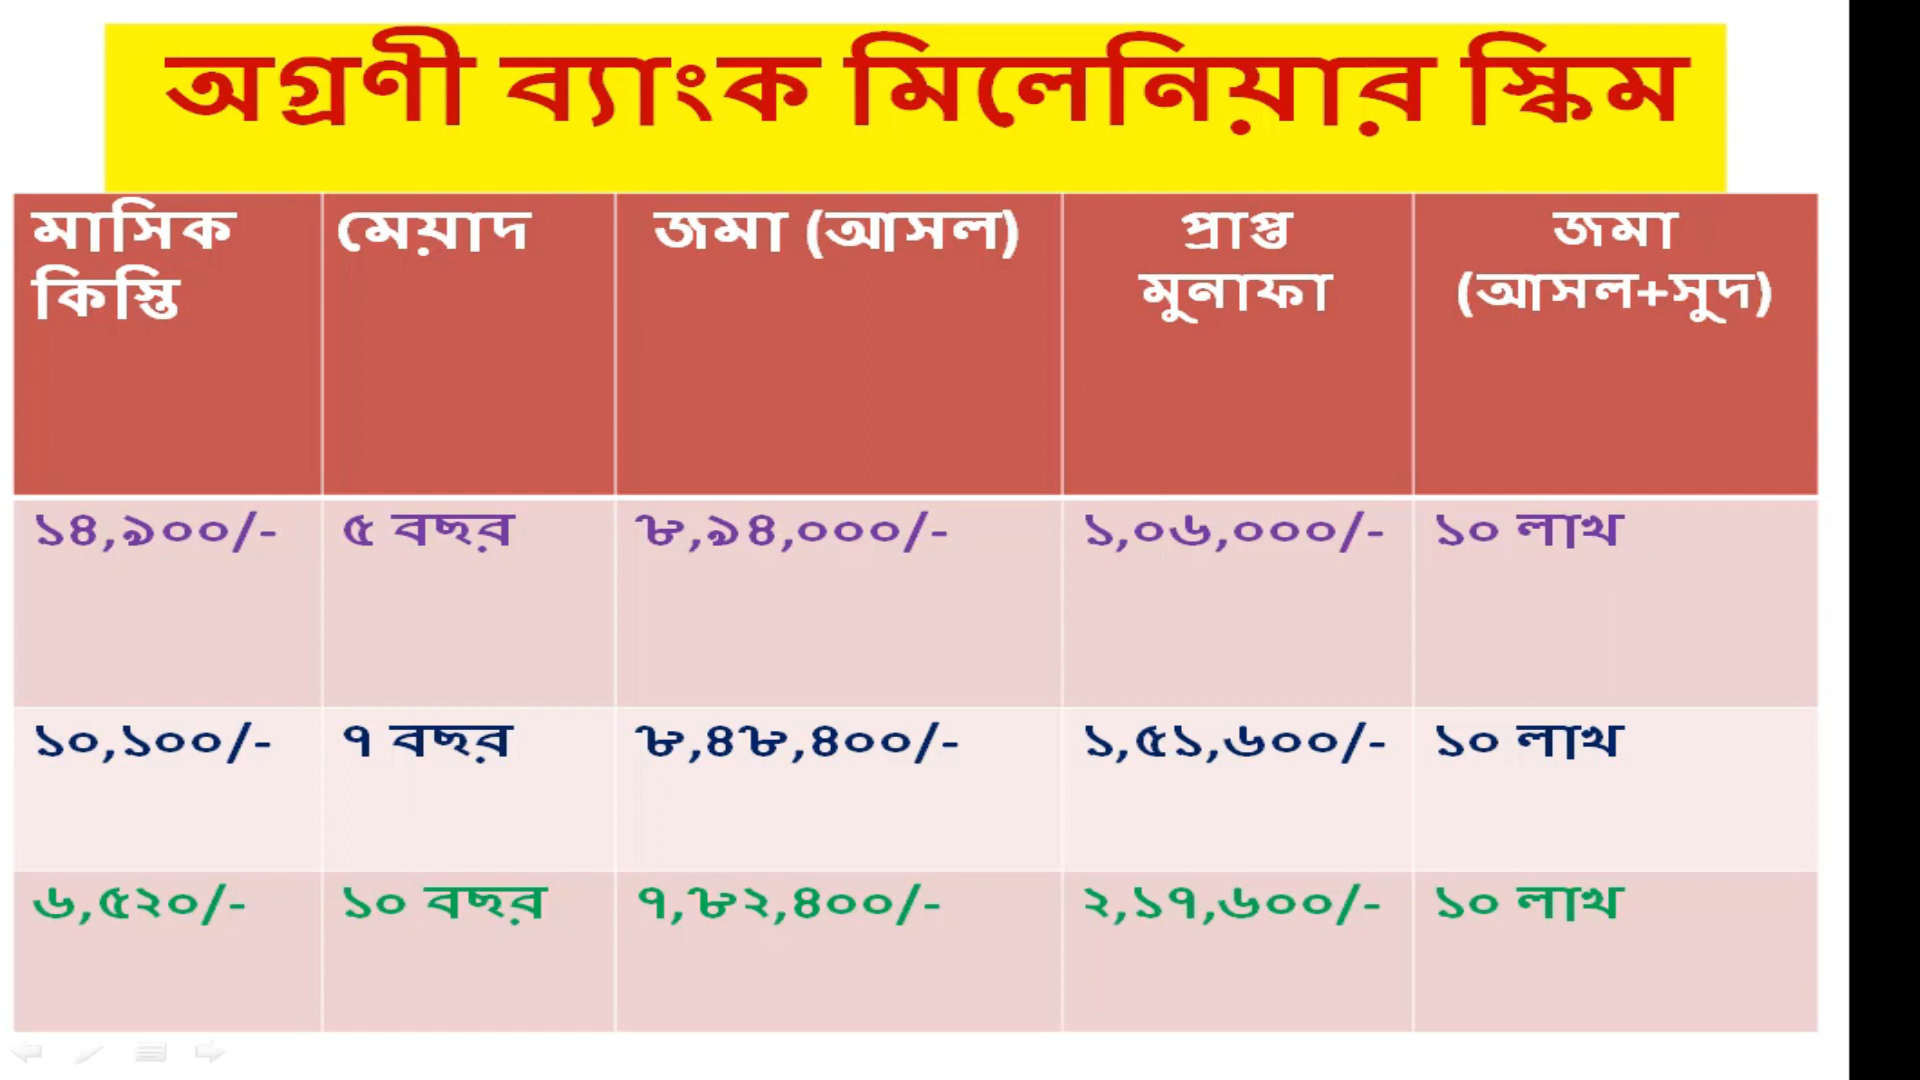 অগ্রণী ব্যাংক মিলেনিয়ার স্কিম
মাসিক কিস্তি
মেয়াদ
জমা (আসল)
প্রাপ্ত মুনাফা
জমা (আসল+সুদ)
১৪,৯০০/- ৫ বছর ৮,৯৪,০০০/- ১,০৬,০০০/- ১০ লাখ
১০,১০০/- ৭ বছর ৮,৪৮,৪০০/- ১,৫১,৬০০/- ১০ লাখ
৬,৫২০/- ১০ বছর ৭,৮২,৪০০/- ২,১৭,৬০০/- ১০ লাখ